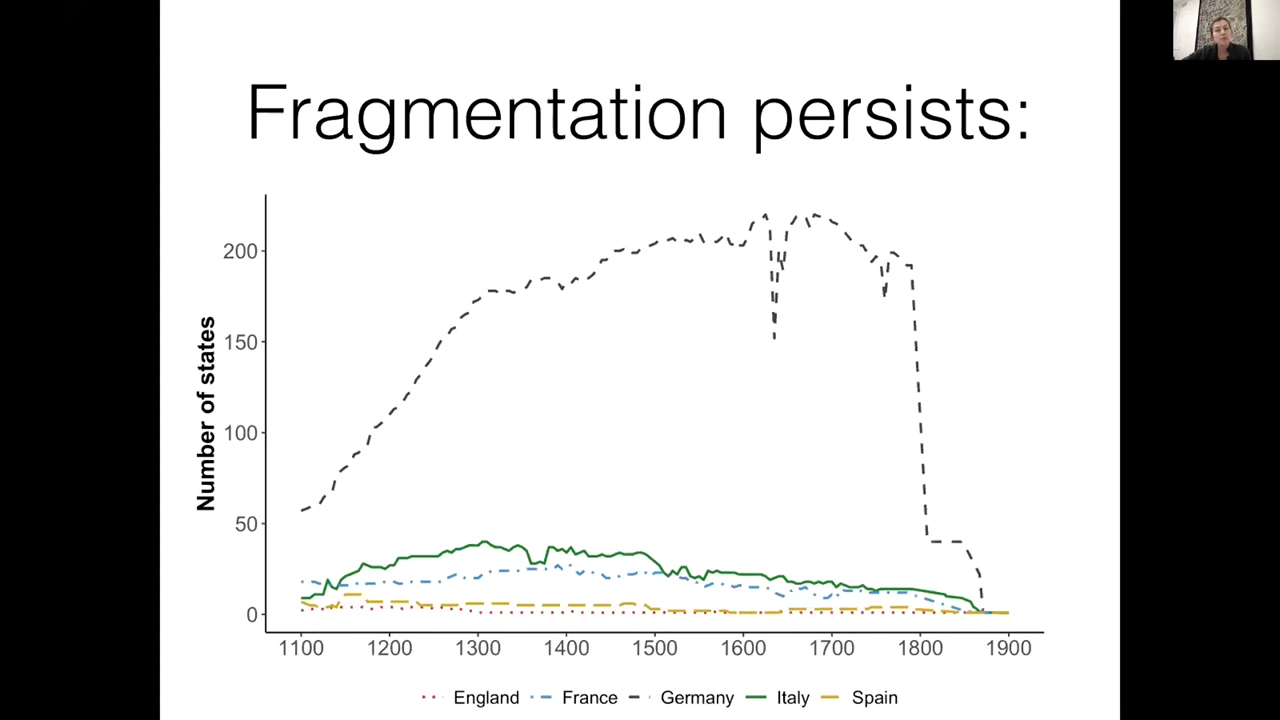 Fragmentation persists:
Number of states
200
150
100
50
0
1100 1200 1300 1400 1500 1600 1700 1800 1900
England France Germany Italy Spain